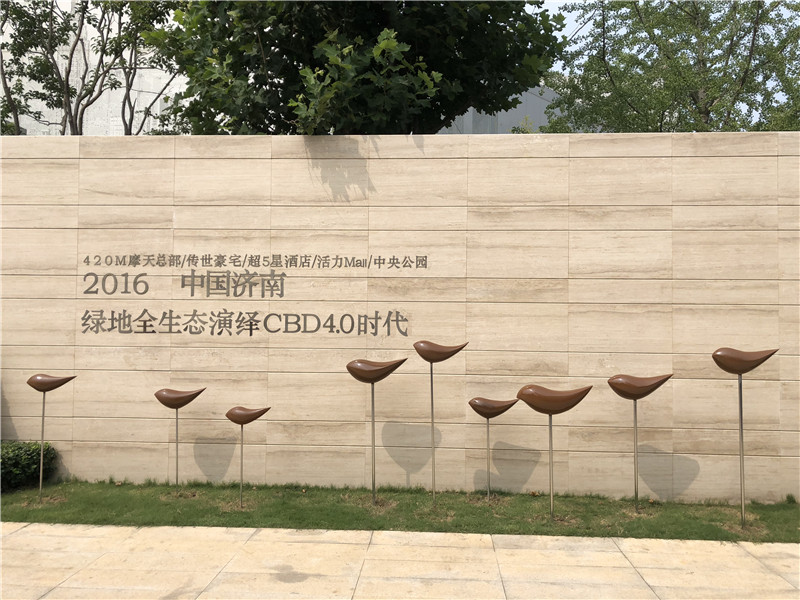 420M摩天总部/传世豪宅/超5星酒店/活力Mall/中央公园
2016 中国济南
绿地全生态演绎CBD4.0时代